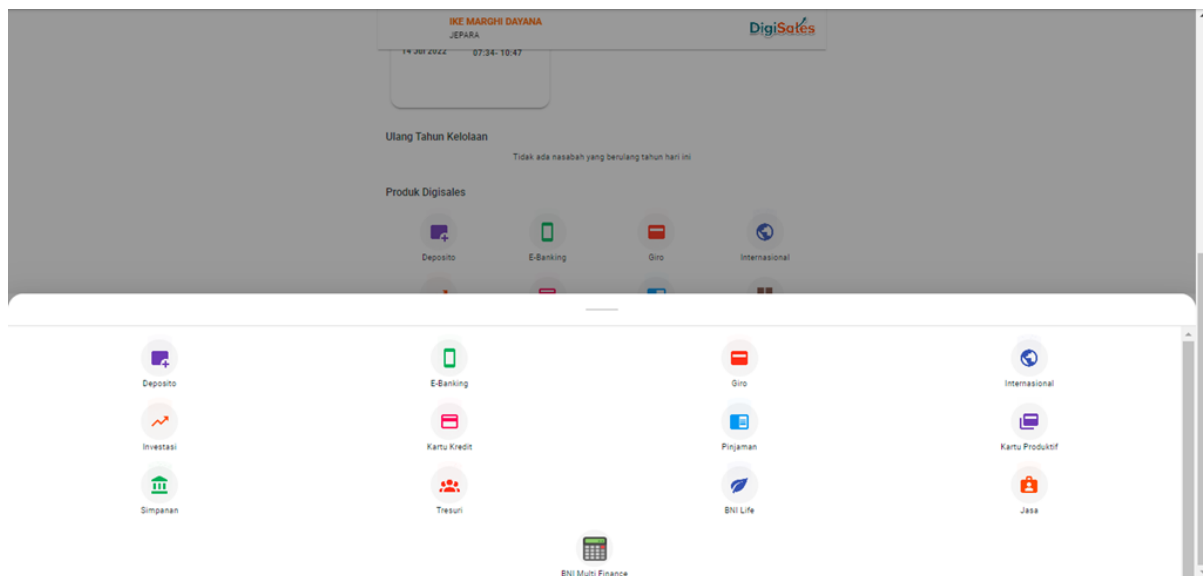 IKE MARGHI DAYANA
JEPARA
DigiSales
14 Jul 2022 07:34- 10:47
Ulang Tahun Kelolaan
Tidak ada nasabah yang berulang tahun hari ini
Produk Digisales
Deposito E-Banking Giro Internasional
Deposito E-Banking Giro Internasional
Investasi Kartu Kredit Pinjaman Kartu Produktif
Simpanan Tresuri BNI Life Jasa
BNI Multi Finance